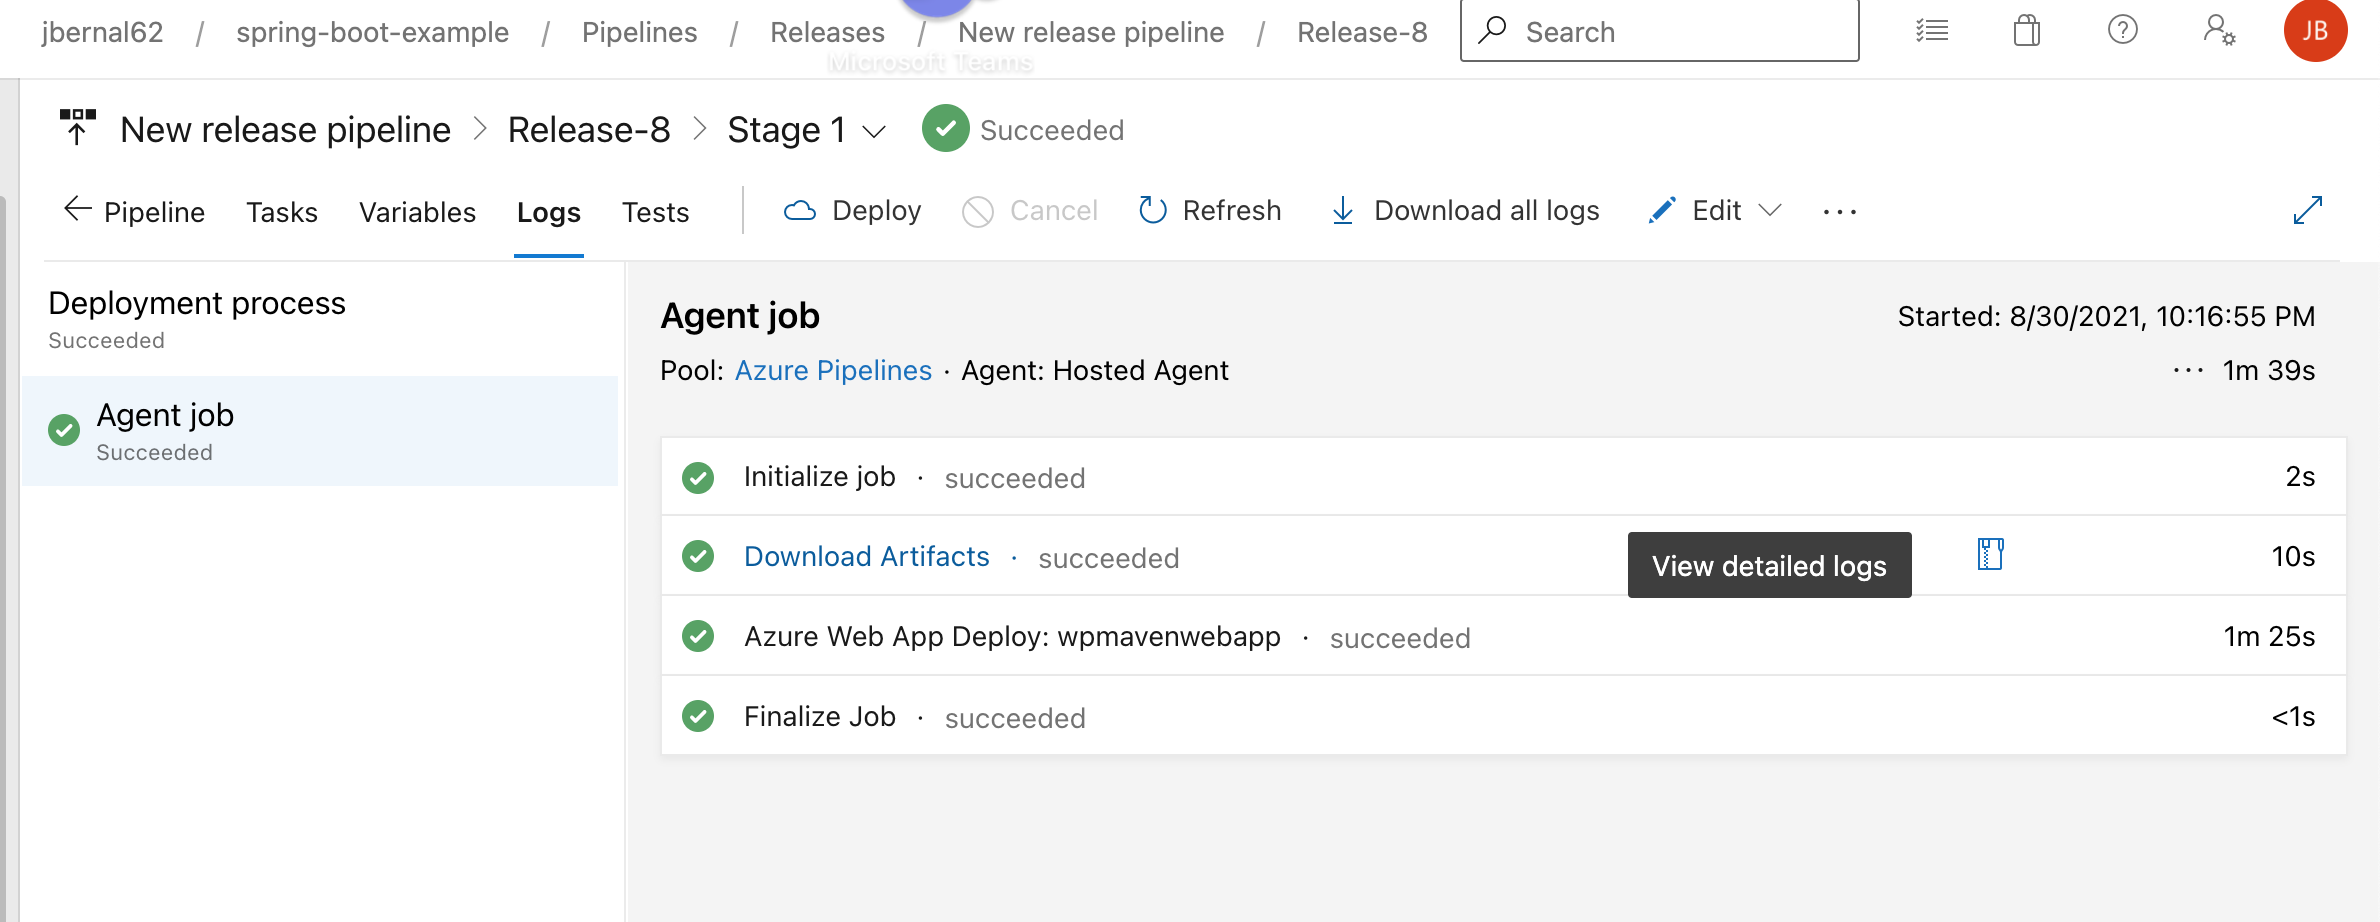 jbernal62 / spring-boot-example / Pipelines / Releases / New release pipeline / Release-8 Search JB
Microsoft Teams
New release pipeline > Release-8 > Stage 1 Succeeded
Pipeline Tasks Variables Logs Tests Deploy Cancel Refresh Download all logs Edit ...
Deployment process
Succeeded
Agent job
Succeeded
Agent job Started: 8/30/2021, 10:16:55 PM
Pool: Azure Pipelines · Agent: Hosted Agent ... 1m 39s
Initialize job · succeeded 2s
Download Artifacts · succeeded View detailed logs 10s
Azure Web App Deploy: wpmavenwebapp · succeeded 1m 25s
Finalize Job · succeeded <1s